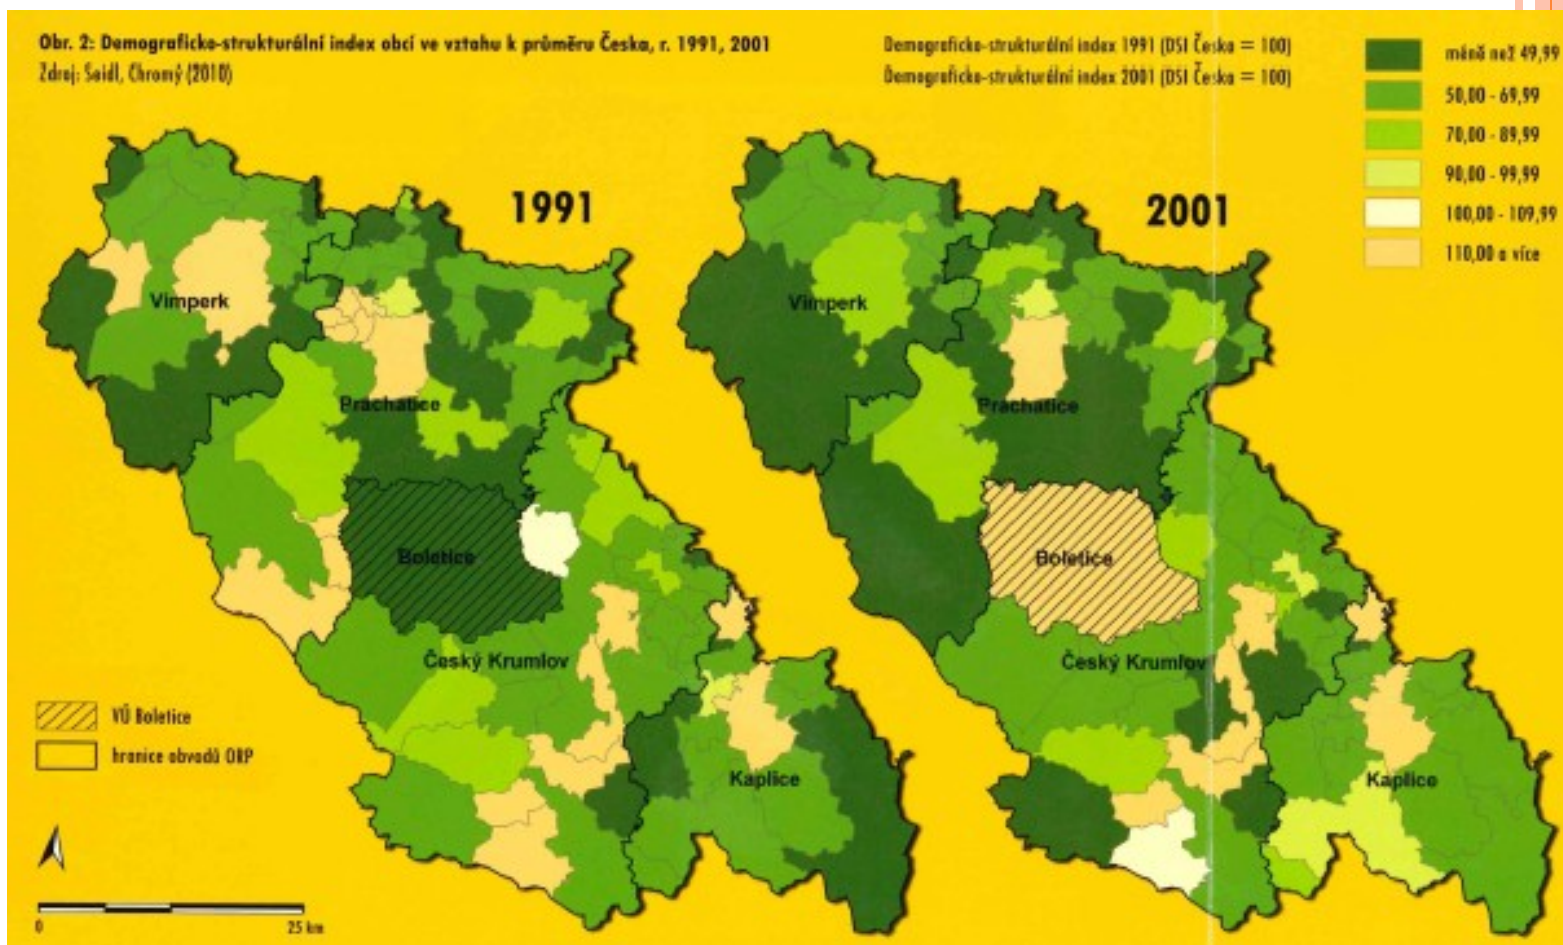 Obr. 2: Demograficko-strukturální index obcí ve vztahu k průměru Česka, r. 1991, 2001
Zdroj: Seidl, Chromý (2010)
Demograficko-strukturální index 1991 (DSI Česka = 100)
Demograficko-strukturální index 2001 (DSI Česka = 100)
méně než 49,99
50,00 - 69,99
70,00 - 89,99
90,00 - 99,99
100,00 - 109,99
110,00 a více
1991
Vimperk
Prachatice
Boletice
Český Krumlov
Kaplice
2001
Vimperk
Prachatice
Boletice
Český Krumlov
Kaplice
VÚ Boletice
hranice obvodů ORP
0 25 km